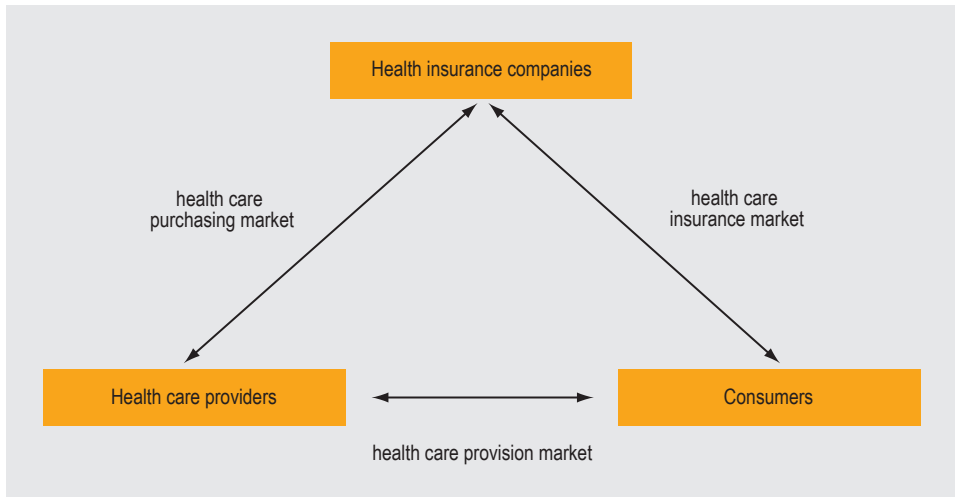 Health insurance companies
health care
purchasing market
health care
insurance market
Health care providers
Consumers
health care provision market